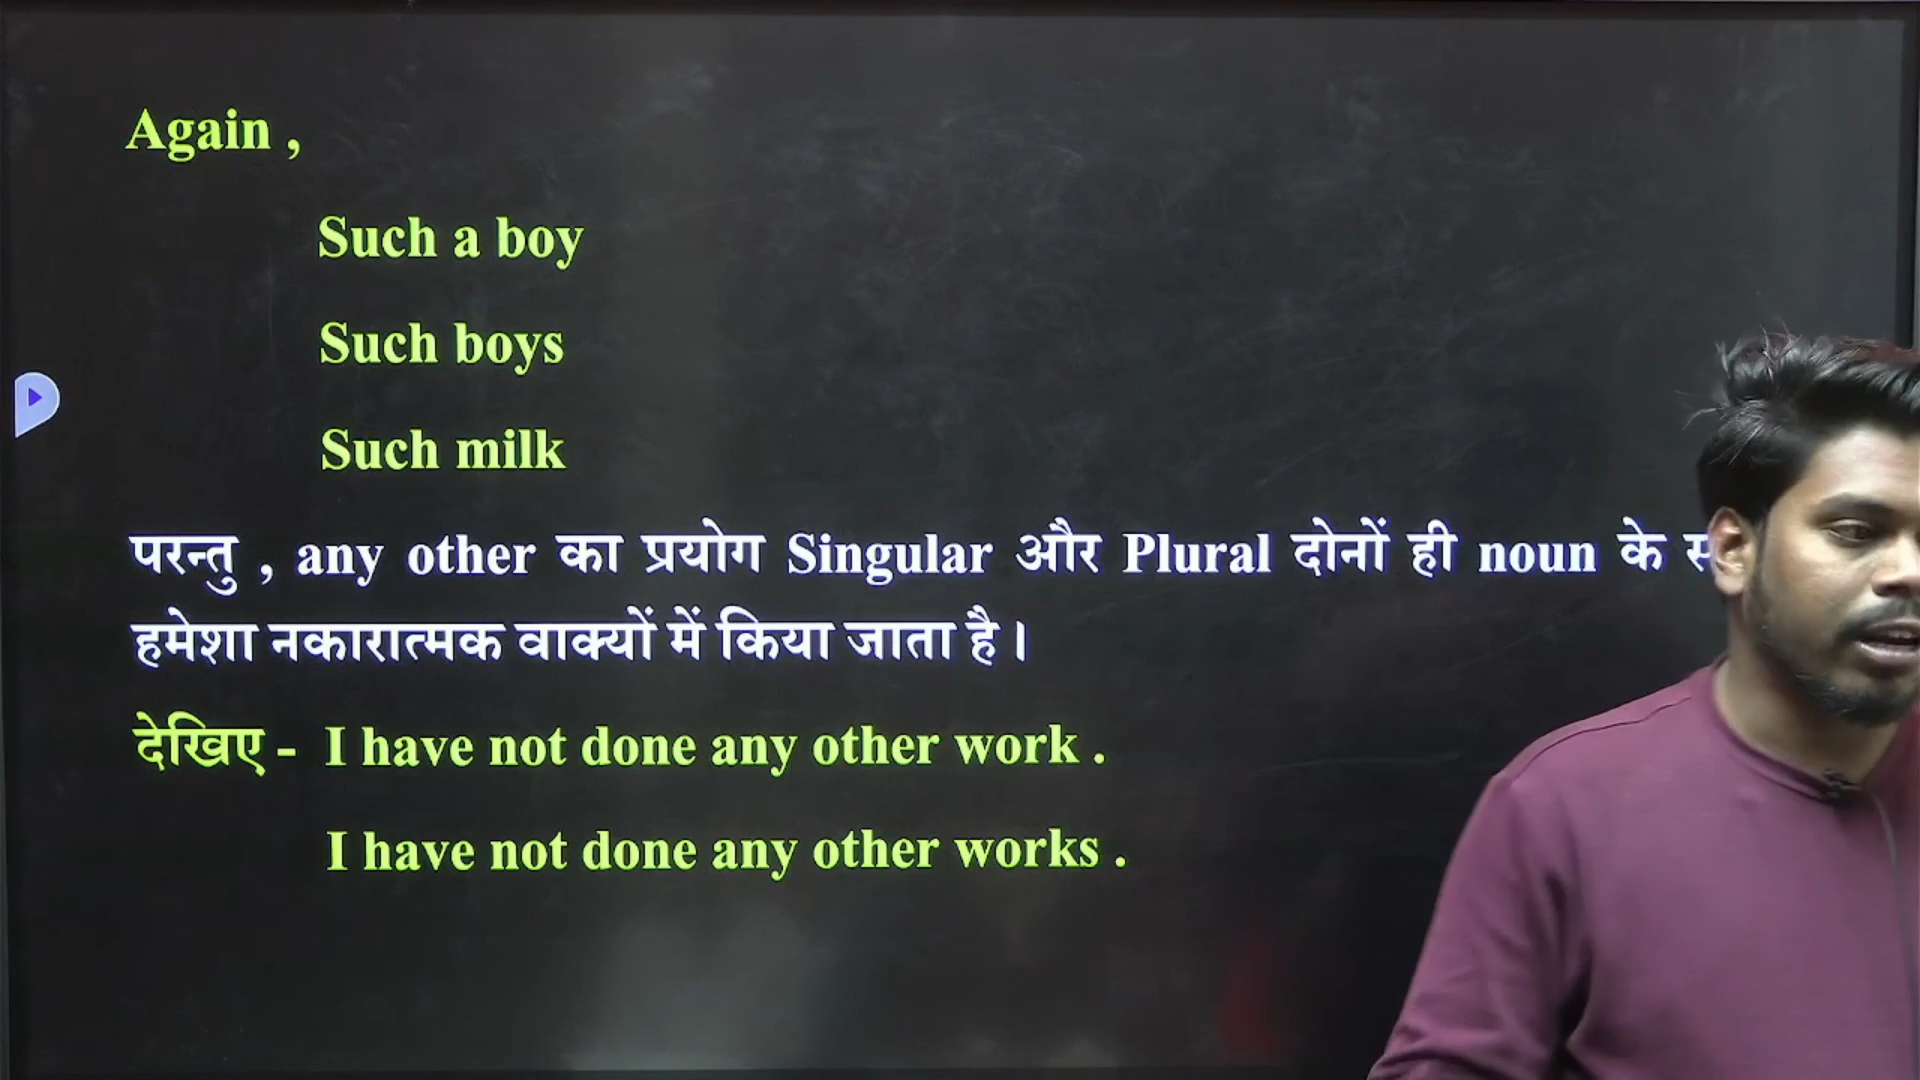 Again ,
Such a boy
Such boys
Such milk
परन्तु , any other का प्रयोग Singular और Plural दोनों ही noun के
हमेशा नकारात्मक वाक्यों में किया जाता है।
देखिए - I have not done any other work .
I have not done any other works .